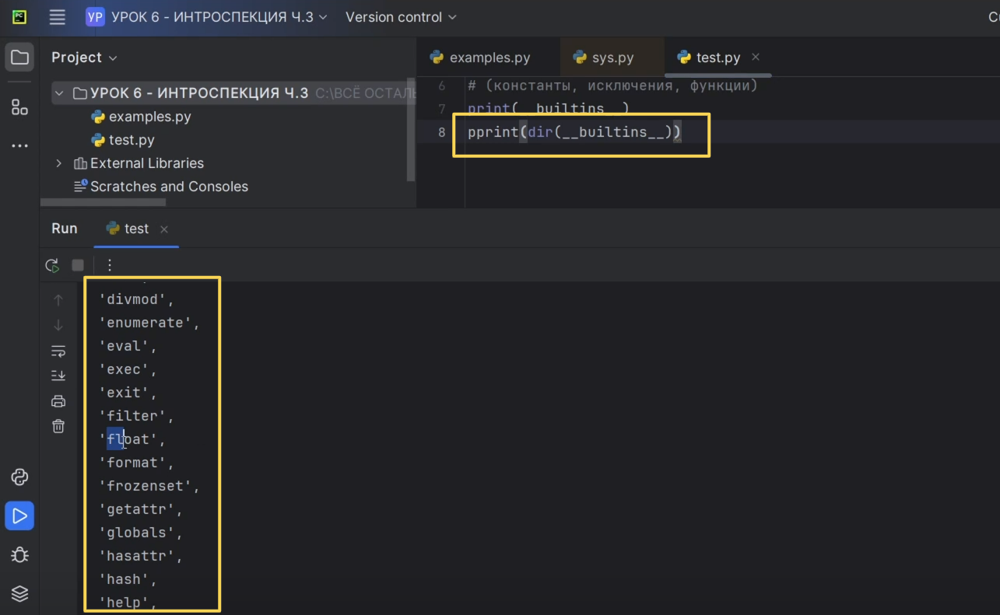 УР УРОК 6 - ИНТРОСПЕКЦИЯ Ч.3 Version control
Project
УРОК 6 - ИНТРОСПЕКЦИЯ Ч.3 C:\ВСЁ ОСТАЛЬ
examples.py
test.py
External Libraries
Scratches and Consoles
examples.py sys.py test.py
6 # (константы, исключения, функции)
7 print(__builtins__)
8 pprint(dir(__builtins__))
Run test
'divmod',
'enumerate',
'eval',
'exec',
'exit',
'filter',
'float',
'format',
'frozenset',
'getattr',
'globals',
'hasattr',
'hash',
'help',